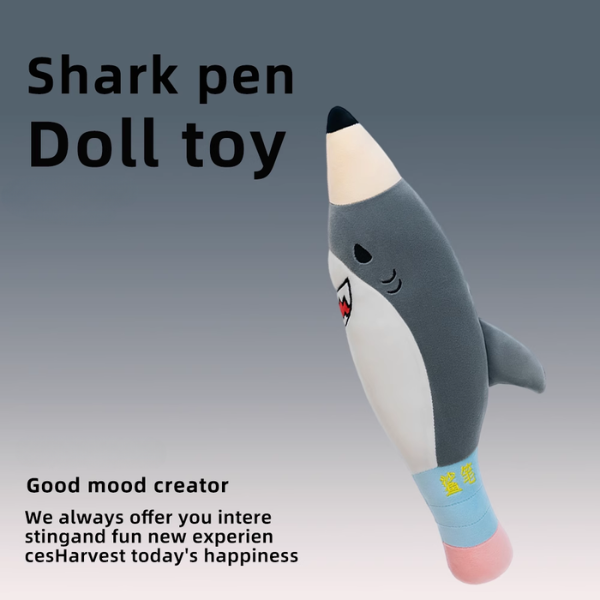 Shark pen
Doll toy
鲨笔
Good mood creator
We always offer you intere
stingand fun new experien
cesHarvest today's happiness